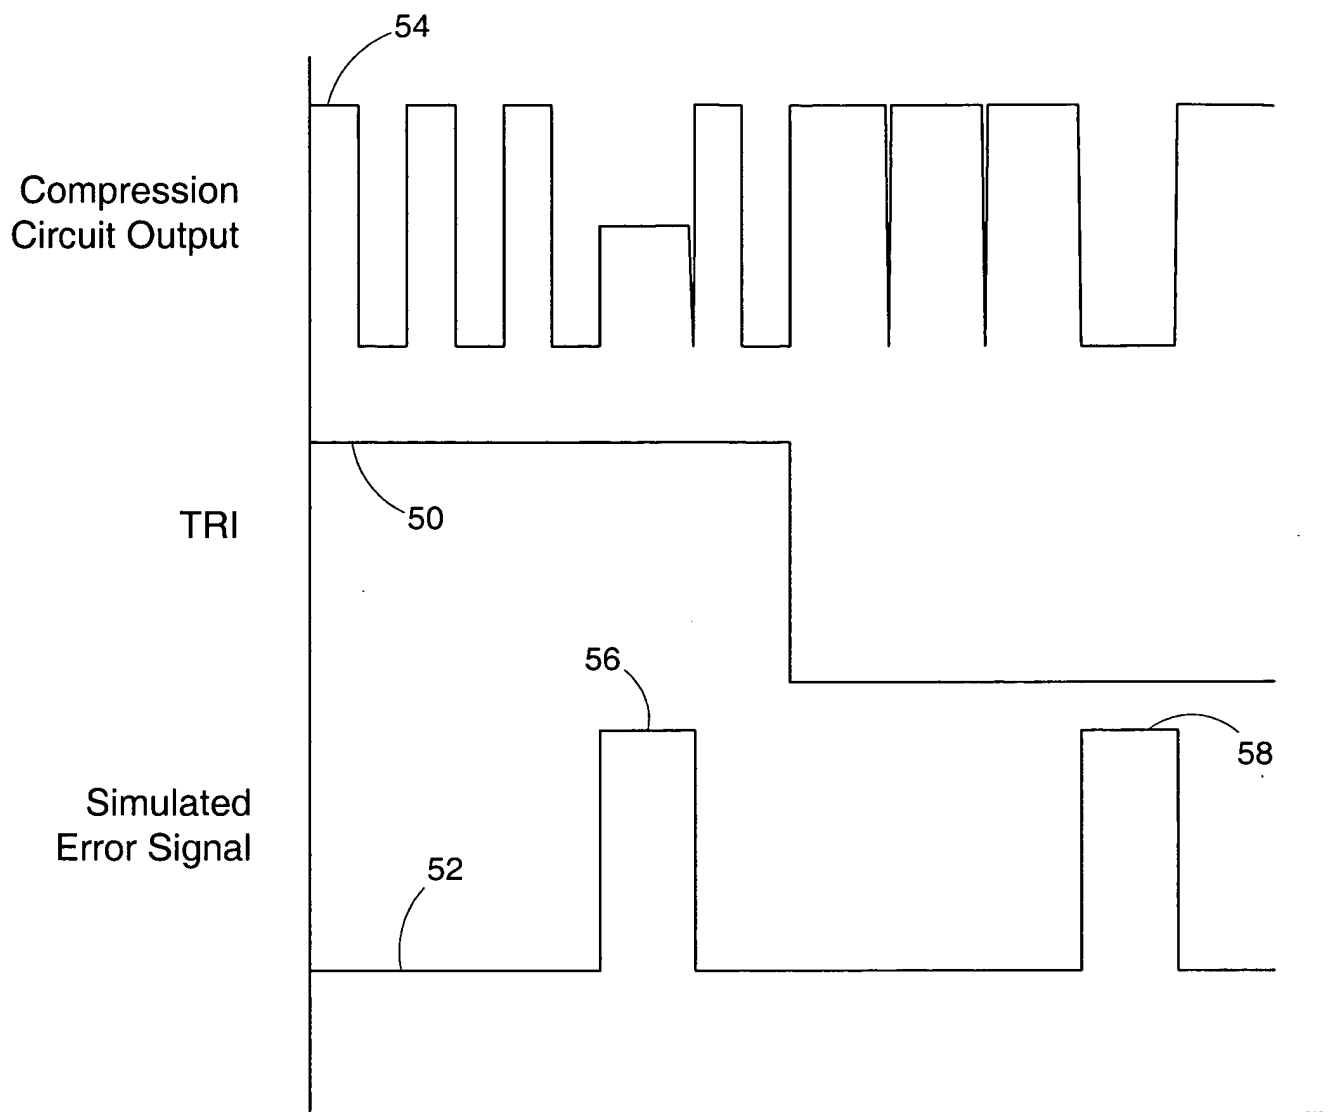 54
Compression
Circuit Output
TRI
50
56
58
Simulated
Error Signal
52